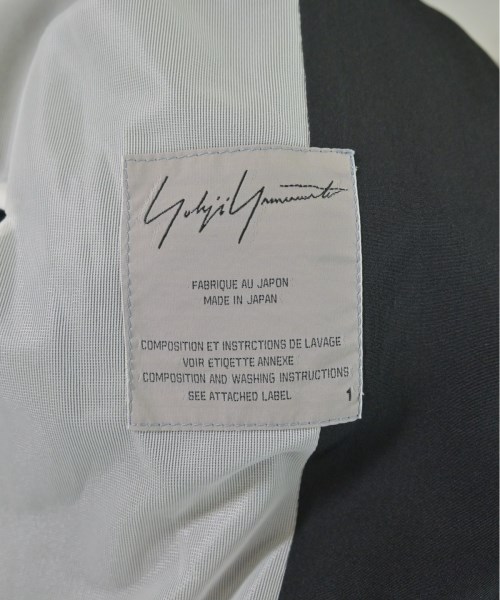 Yohji Yamamoto
FABRIQUE AU JAPON
MADE IN JAPAN
COMPOSITION ET INSTRCTIONS DE LAVAGE
VOIR ETIQETTE ANNEXE
COMPOSITION AND WASHING INSTRUCTIONS
SEE ATTACHED LABEL 1